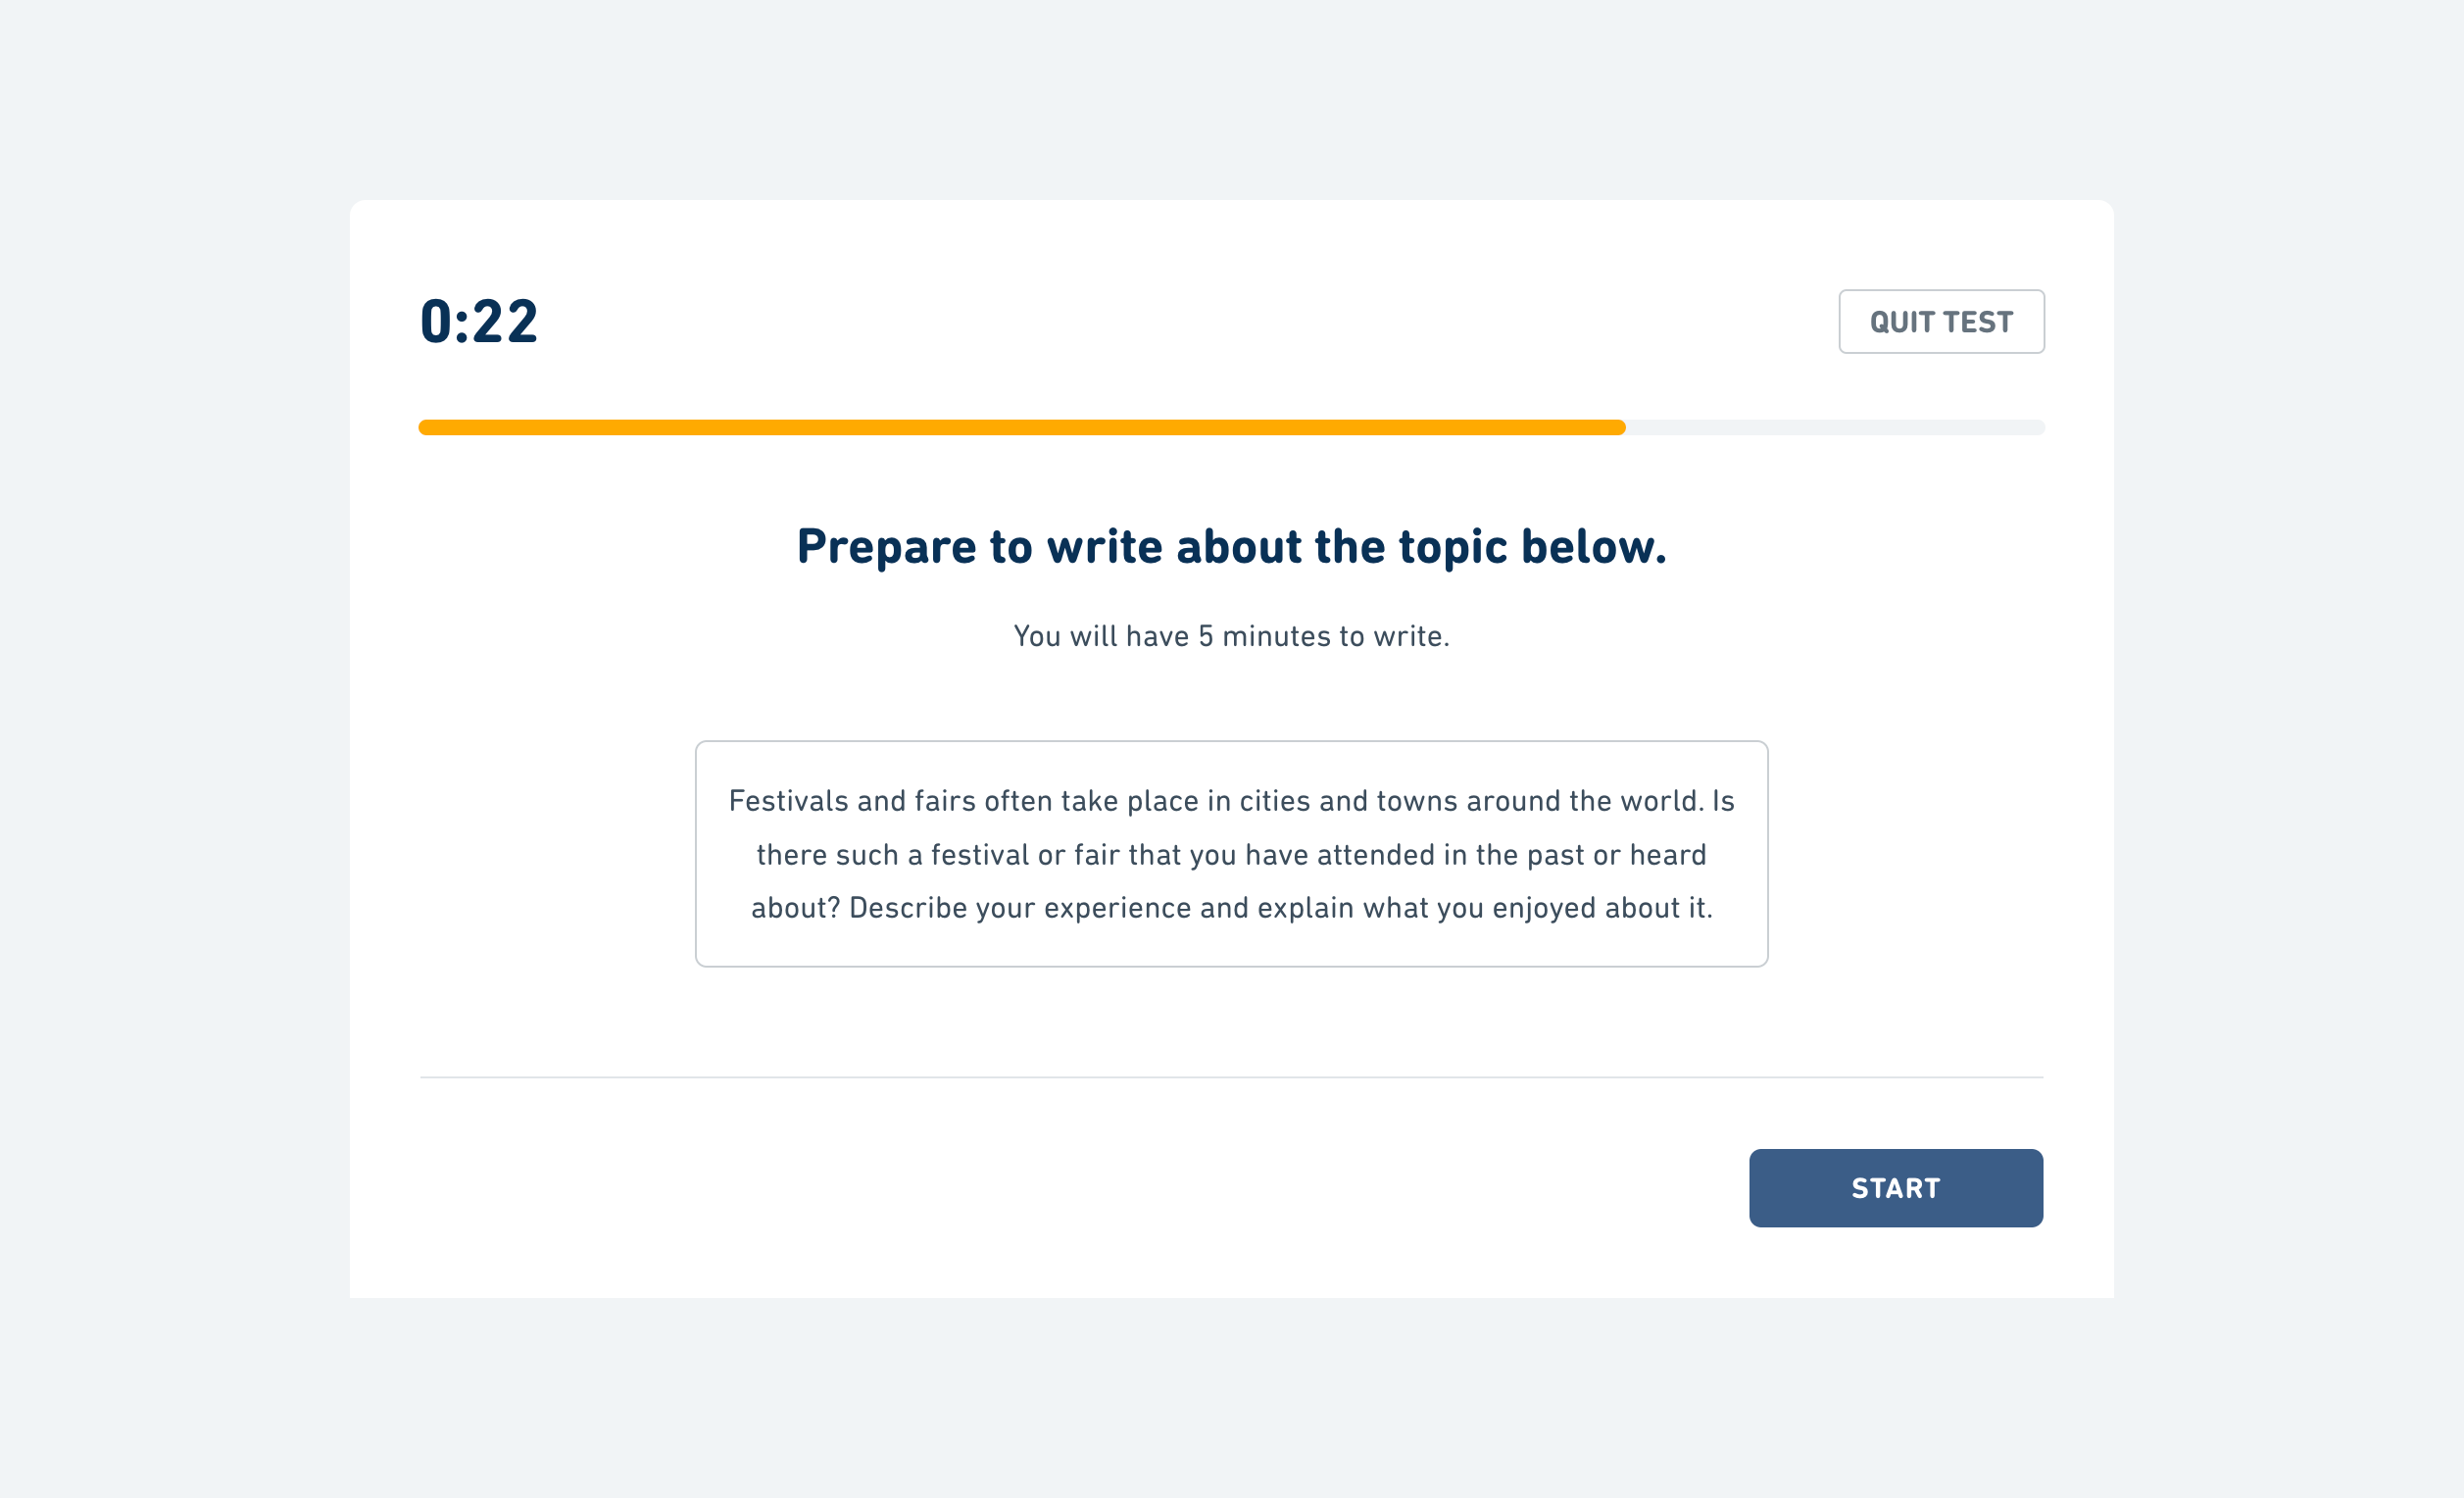 0:22
QUIT TEST
Prepare to write about the topic below.
You will have 5 minutes to write.
Festivals and fairs often take place in cities and towns around the world. Is
there such a festival or fair that you have attended in the past or heard
about? Describe your experience and explain what you enjoyed about it.
START